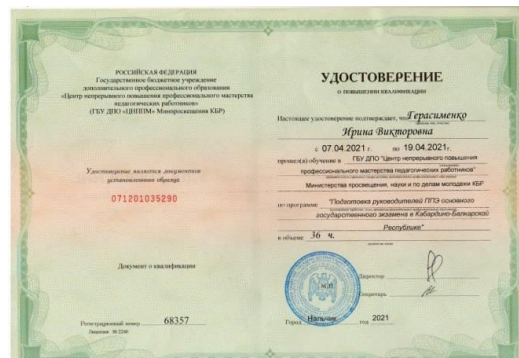 РОССИЙСКАЯ ФЕДЕРАЦИЯ
Государственное бюджетное учреждение
дополнительного профессионального образования
«Центр непрерывного повышения профессионального мастерства
педагогических работников»
(ГБУ ДПО «ЦНППМ» Минпросвещения КБР)
Удостоверение является документом
установленного образца
071201035290
Документ о квалификации
Регистрационный номер 68357
Лицензия № 2200
УДОСТОВЕРЕНИЕ
О ПОВЫШЕНИИ КВАЛИФИКАЦИИ
Настоящее удостоверение подтверждает, что Герасименко
Ирина Викторовна
с 07.04.2021 г. по 19.04.2021г.
прошел(а) обучение в ГБУ ДПО "Центр непрерывного повышения
профессионального мастерства педагогических работников"
Министерства просвещения, науки и по делам молодежи КБР
по программе "Подготовка руководителей ППЭ основного
государственного экзамена в Кабардино-Балкарской
Республике"
в объеме 36 ч.
М.П.
Директор
Секретарь
Город Нальчик год 2021